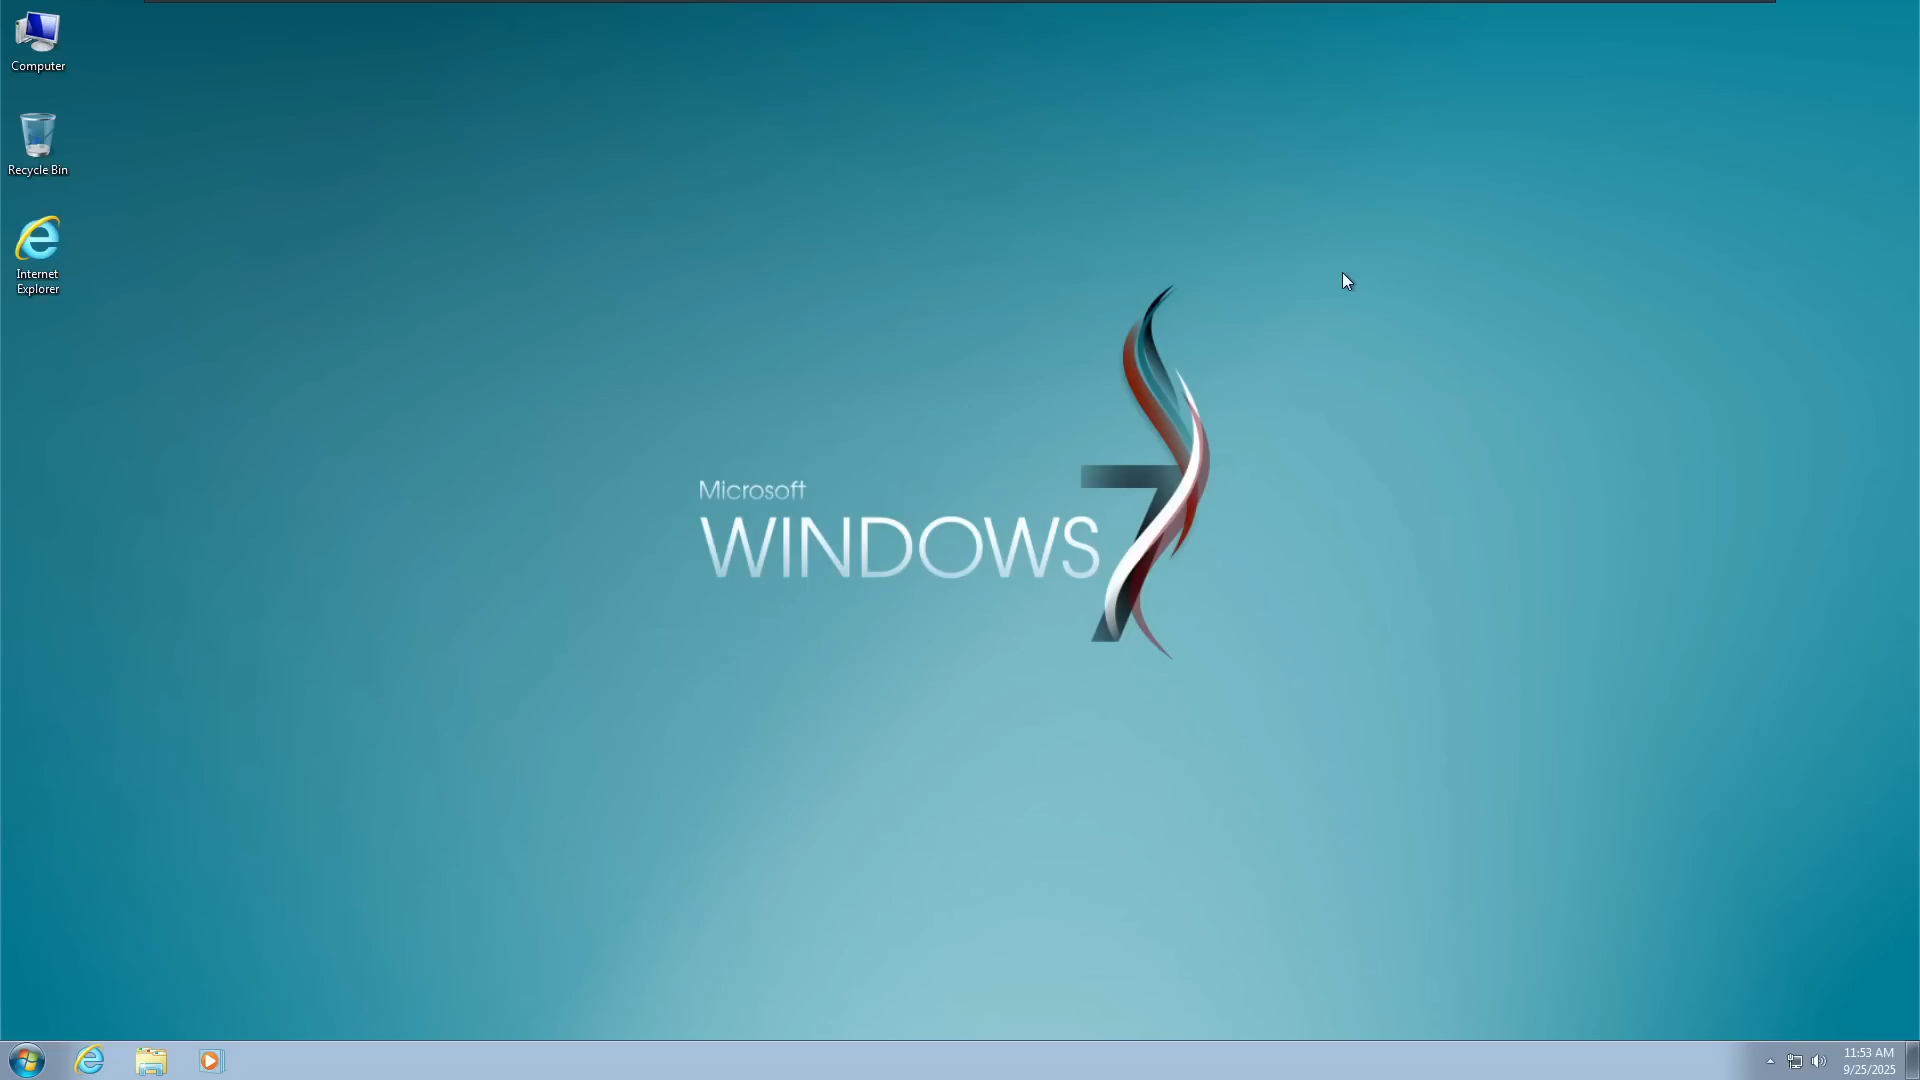 Computer
Recycle Bin
Internet
Explorer
Microsoft
WINDOWS 7
11:53 AM
9/25/2025